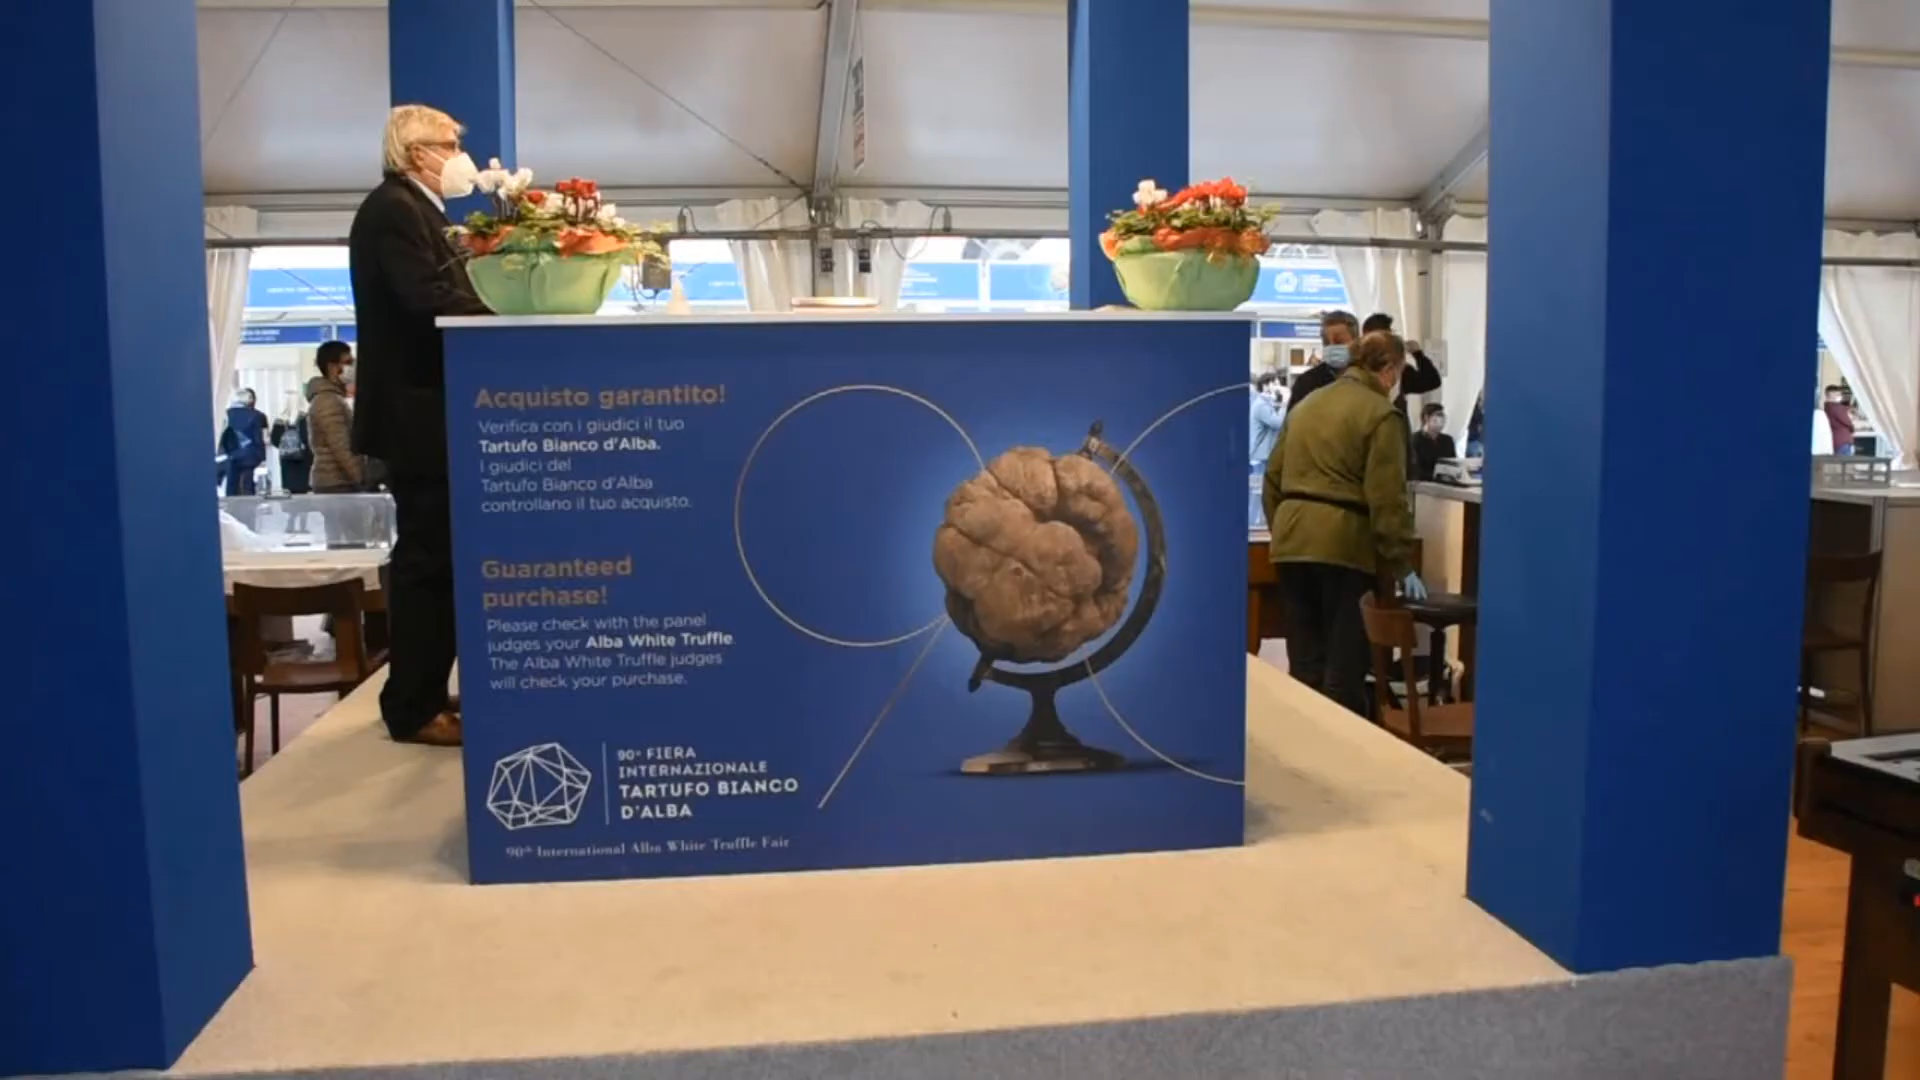 Acquisto garantito!
Verifica con i giudici il tuo
Tartufo Bianco d'Alba.
I giudici del
Tartufo Bianco d'Alba
controllano il tuo acquisto.
Guaranteed
purchase!
Please check with the panel
judges your Alba White Truffle.
The Alba White Truffle judges
will check your purchase.
90ª FIERA
INTERNAZIONALE
TARTUFO BIANCO
D'ALBA
90th International Alba White Truffle Fair